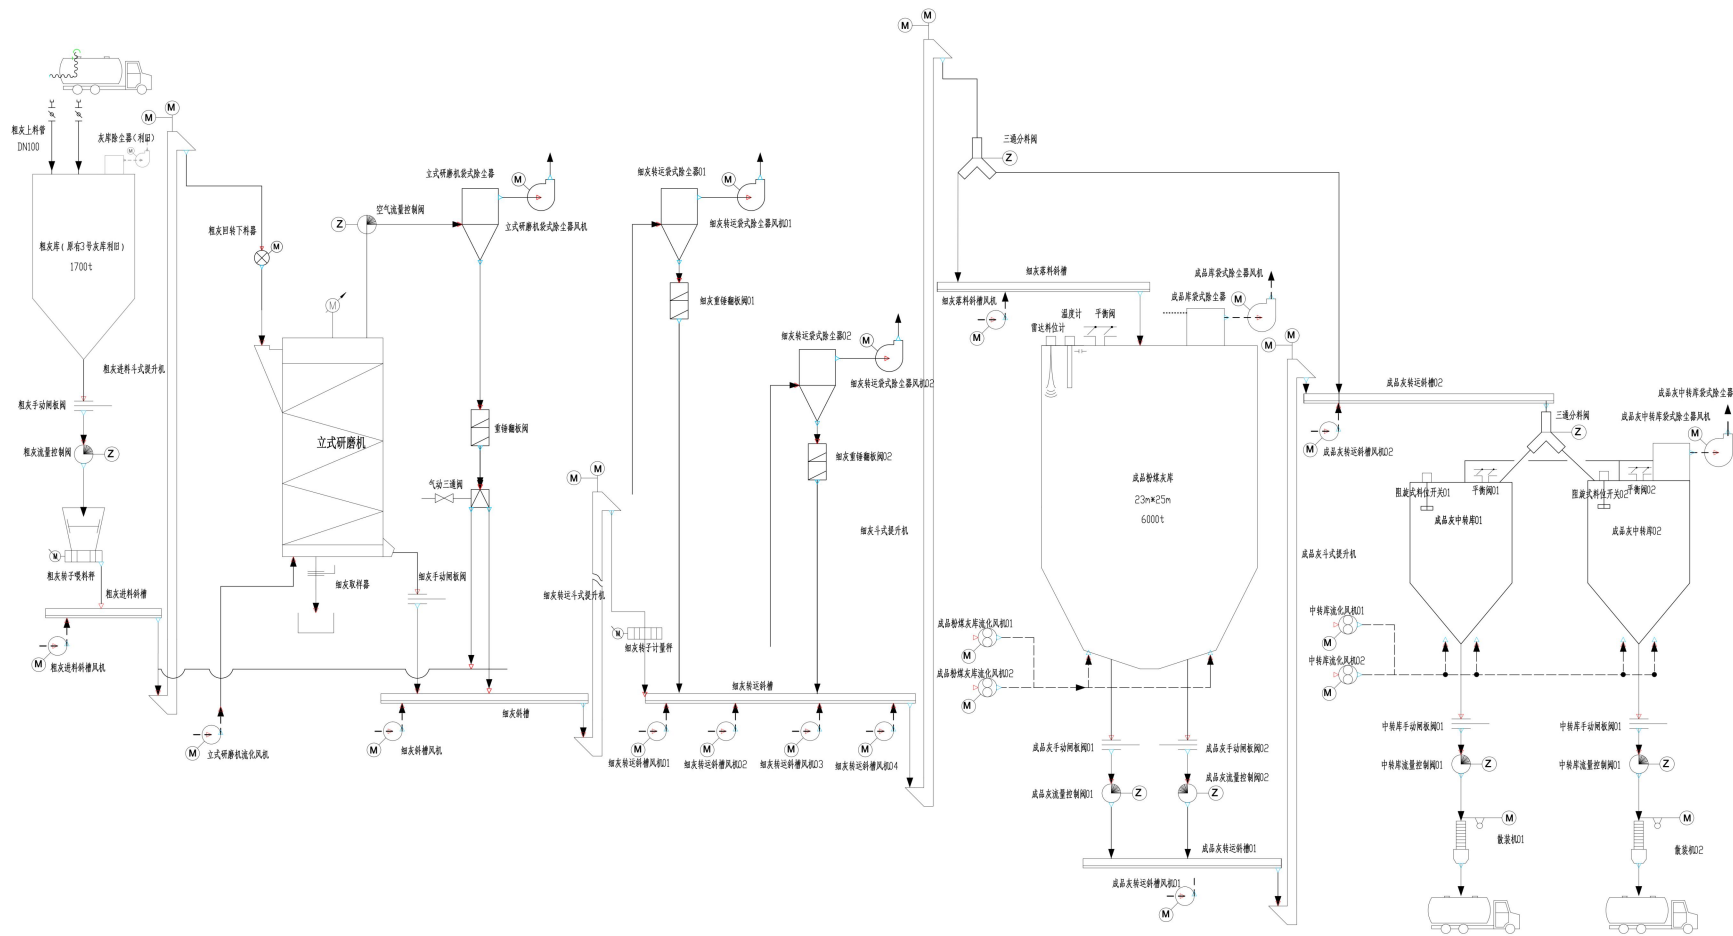 粗灰上料管
DN100
灰库除尘器(利旧)
M
粗灰库(原有3号灰库利旧)
1700t
粗灰手动闸板阀
粗灰流量控制阀
Z
M
粗灰转子喂料秤
粗灰进料斜槽
M
粗灰进料斜槽风机
M
M
粗灰进料斗式提升机
粗灰回转下料器
M
M
立式研磨机
Z
空气流量控制阀
细灰取样器
M
立式研磨机流化风机
立式研磨机袋式除尘器
M
立式研磨机袋式除尘器风机
重锤翻板阀
气动三通阀
细灰手动闸板阀
细灰斜槽
M
细灰斜槽风机
M
M
细灰转运斗式提升机
M
细灰转子计量秤
细灰转运袋式除尘器01
M
细灰转运袋式除尘器风机01
细灰重锤翻板阀01
细灰转运袋式除尘器02
M
细灰转运袋式除尘器风机02
细灰重锤翻板阀02
细灰转运斜槽
M
M
M
M
细灰转运斜槽风机01
细灰转运斜槽风机02
细灰转运斜槽风机03
细灰转运斜槽风机04
M
M
细灰斗式提升机
三通分料阀
Z
细灰落料斜槽
细灰落料斜槽风机
M
雷达料位计
温度计
平衡阀
成品库袋式除尘器
成品库袋式除尘器风机
M
成品粉煤灰库
23m*25m
6000t
成品粉煤灰库流化风机01
M
成品粉煤灰库流化风机02
M
成品灰手动闸板阀01
成品灰手动闸板阀02
成品灰流量控制阀01
Z
成品灰流量控制阀02
Z
成品灰转运斜槽01
成品灰转运斜槽风机01
M
M
M
成品灰斗式提升机
成品灰转运斜槽02
M
成品灰转运斜槽风机02
三通分料阀
Z
成品灰中转库袋式除尘器
成品灰中转库袋式除尘器风机
M
阻旋式料位开关01
平衡阀01
成品灰中转库01
阻旋式料位开关02
平衡阀02
成品灰中转库02
中转库流化风机01
M
中转库流化风机02
M
中转库手动闸板阀01
中转库手动闸板阀01
中转库流量控制阀01
Z
中转库流量控制阀01
Z
M
散装机01
M
散装机02